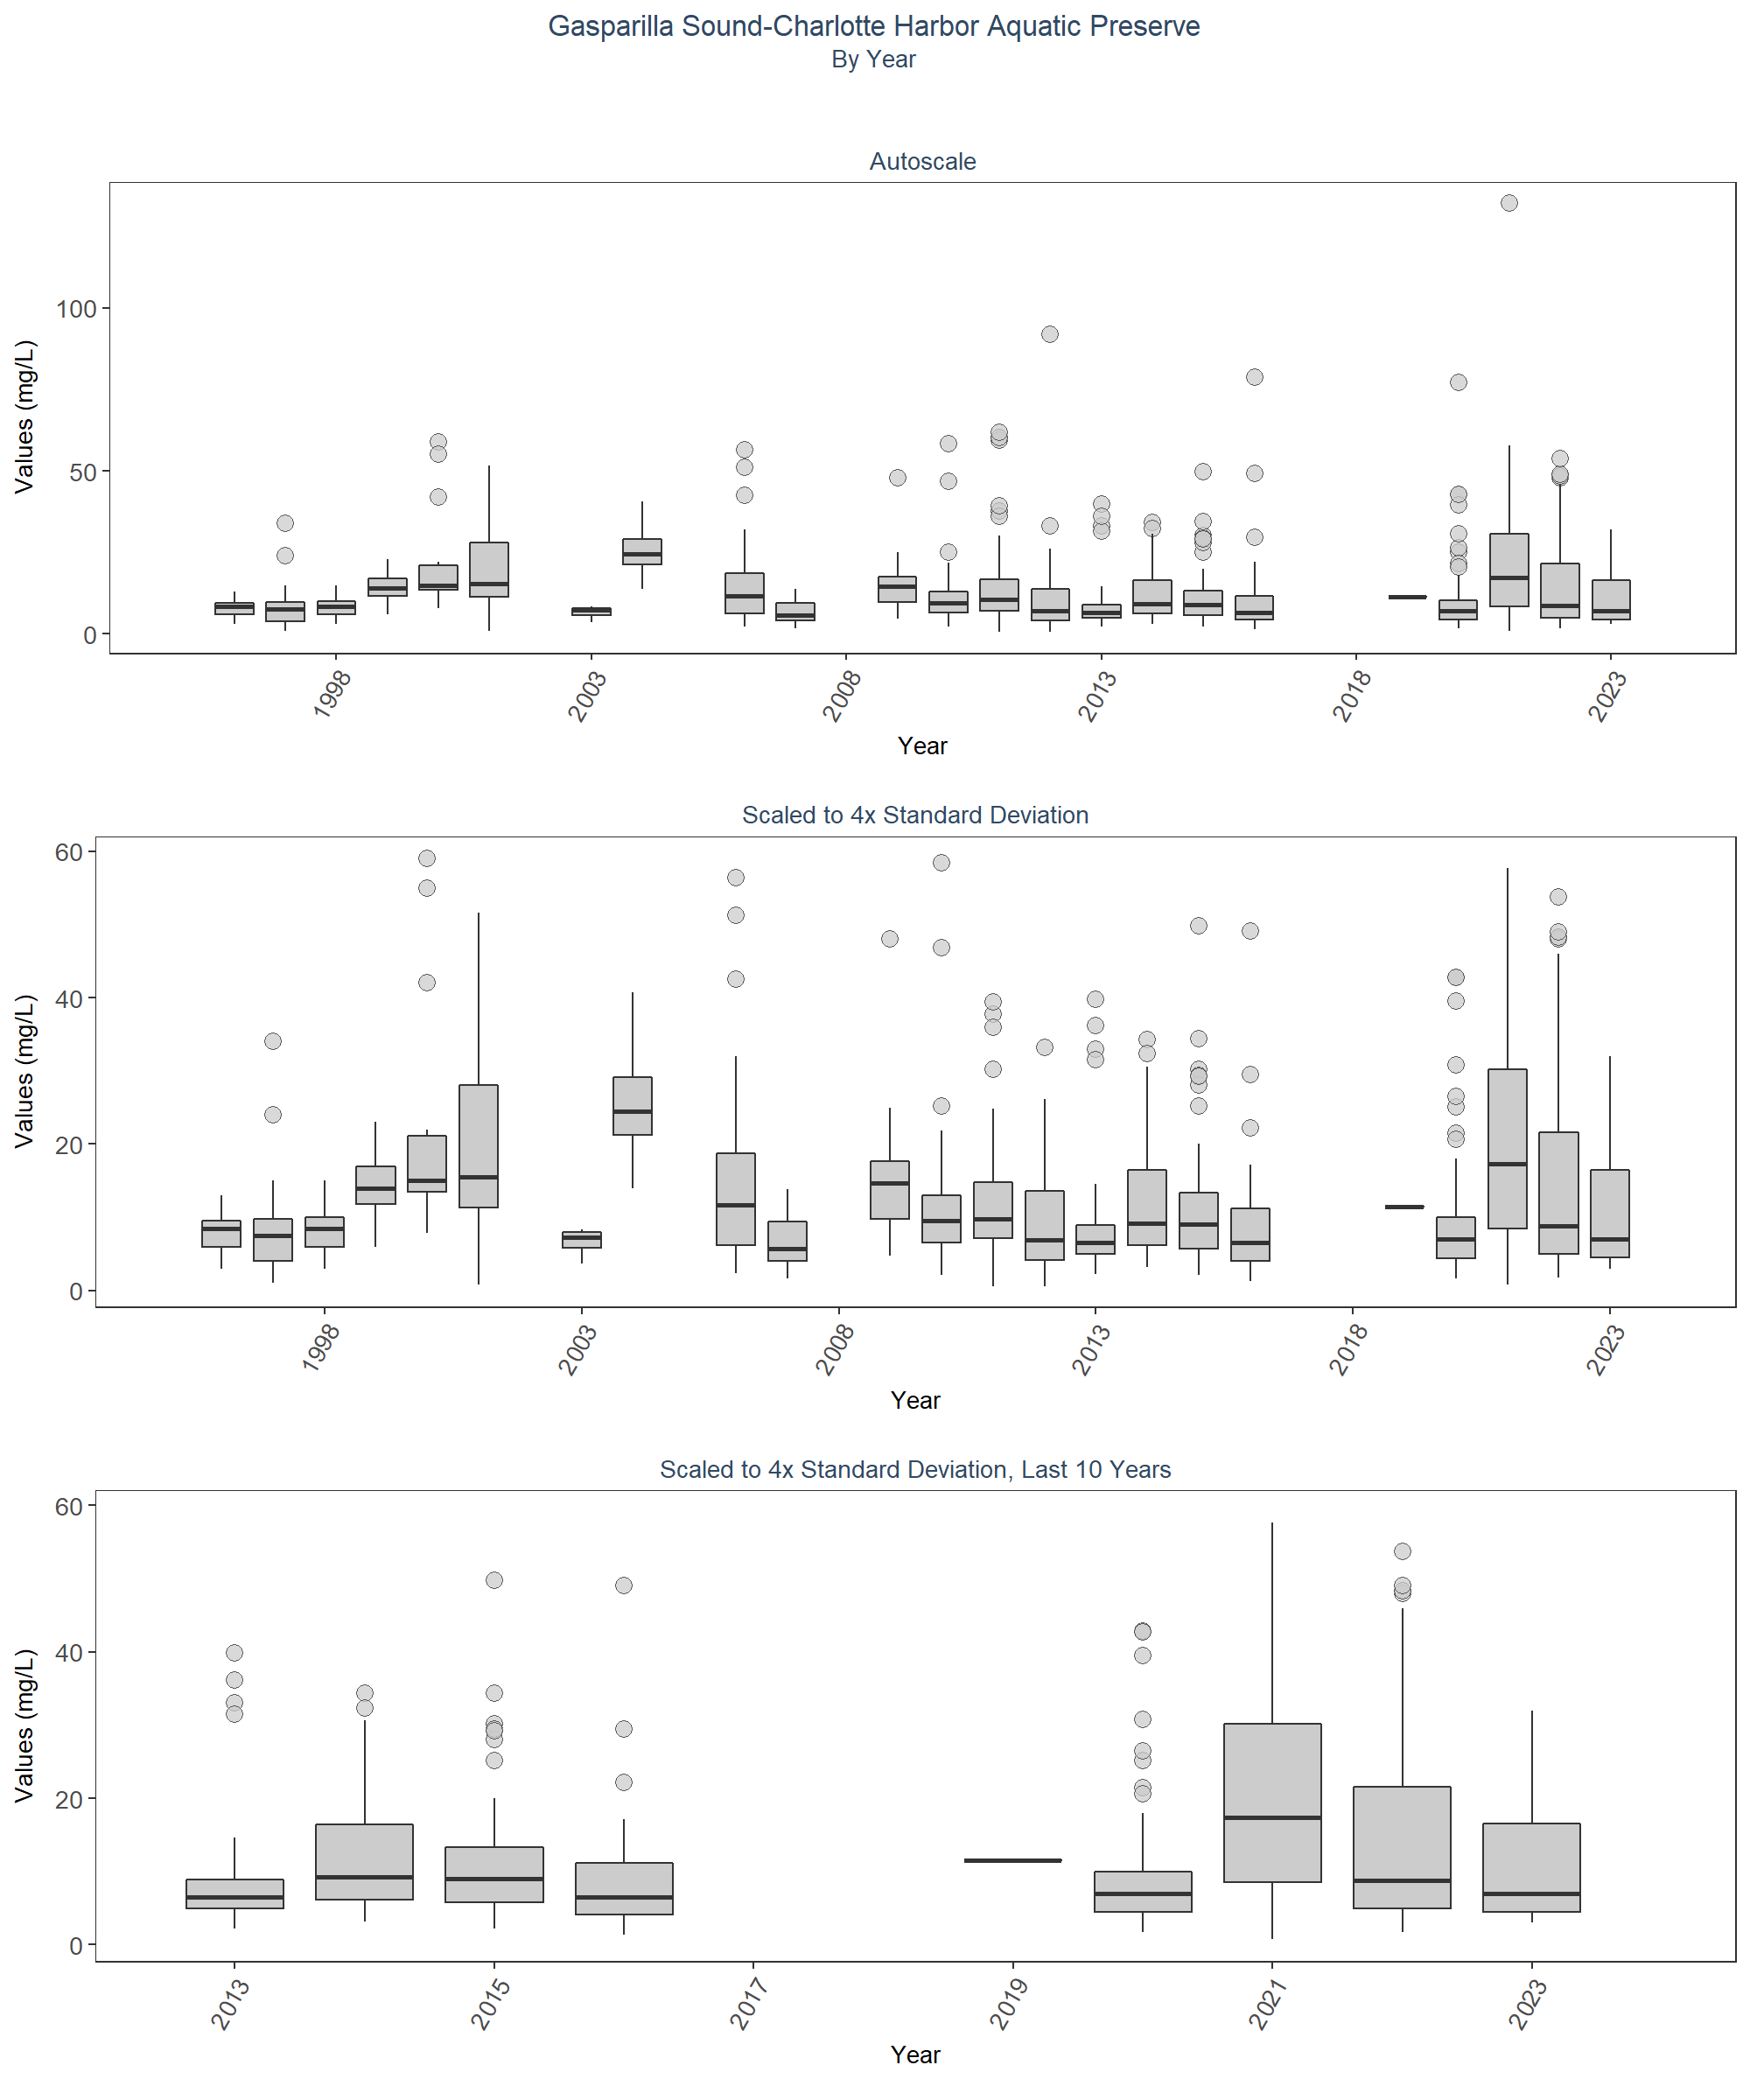 Gasparilla Sound-Charlotte Harbor Aquatic Preserve
By Year
Autoscale
Values (mg/L)
100
50
0
1998
2003
2008
2013
2018
2023
Year
Scaled to 4x Standard Deviation
Values (mg/L)
60
40
20
0
1998
2003
2008
2013
2018
2023
Year
Scaled to 4x Standard Deviation, Last 10 Years
Values (mg/L)
60
40
20
0
2013
2015
2017
2019
2021
2023
Year